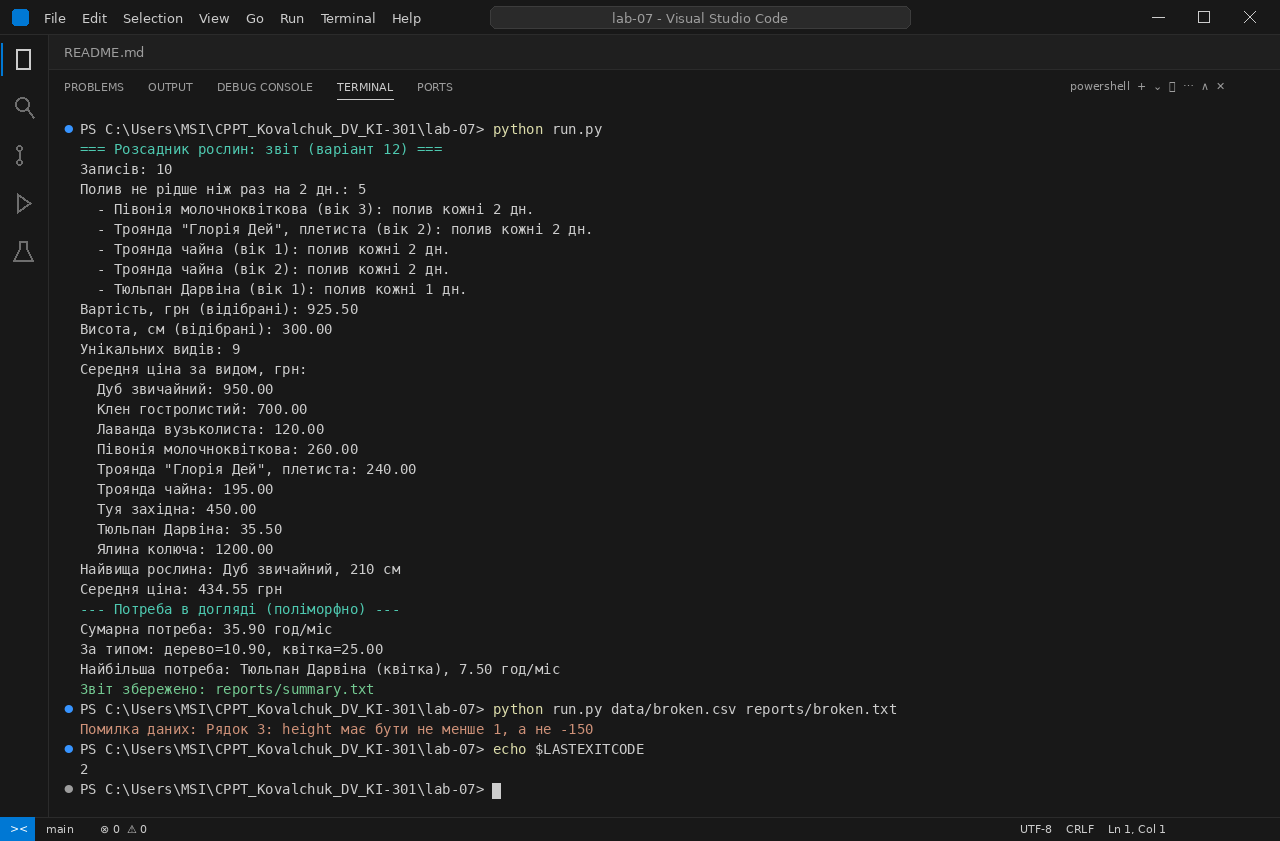 File Edit Selection View Go Run Terminal Help
lab-07 - Visual Studio Code
README.md
PROBLEMS OUTPUT DEBUG CONSOLE TERMINAL PORTS
powershell
PS C:\Users\MSI\CPPT_Kovalchuk_DV_KI-301\lab-07> python run.py
=== Розсадник рослин: звіт (варіант 12) ===
Записів: 10
Полив не рідше ніж раз на 2 дн.: 5
- Півонія молочноквіткова (вік 3): полив кожні 2 дн.
- Троянда "Глорія Дей", плетиста (вік 2): полив кожні 2 дн.
- Троянда чайна (вік 1): полив кожні 2 дн.
- Троянда чайна (вік 2): полив кожні 2 дн.
- Тюльпан Дарвіна (вік 1): полив кожні 1 дн.
Вартість, грн (відібрані): 925.50
Висота, см (відібрані): 300.00
Унікальних видів: 9
Середня ціна за видом, грн:
Дуб звичайний: 950.00
Клен гостролистий: 700.00
Лаванда вузьколиста: 120.00
Півонія молочноквіткова: 260.00
Троянда "Глорія Дей", плетиста: 240.00
Троянда чайна: 195.00
Туя західна: 450.00
Тюльпан Дарвіна: 35.50
Ялина колюча: 1200.00
Найвища рослина: Дуб звичайний, 210 см
Середня ціна: 434.55 грн
--- Потреба в догляді (поліморфно) ---
Сумарна потреба: 35.90 год/міс
За типом: дерево=10.90, квітка=25.00
Найбільша потреба: Тюльпан Дарвіна (квітка), 7.50 год/міс
Звіт збережено: reports/summary.txt
PS C:\Users\MSI\CPPT_Kovalchuk_DV_KI-301\lab-07> python run.py data/broken.csv reports/broken.txt
Помилка даних: Рядок 3: height має бути не менше 1, а не -150
PS C:\Users\MSI\CPPT_Kovalchuk_DV_KI-301\lab-07> echo $LASTEXITCODE
2
PS C:\Users\MSI\CPPT_Kovalchuk_DV_KI-301\lab-07>
>< main ⊗ 0 ⚠ 0 UTF-8 CRLF Ln 1, Col 1